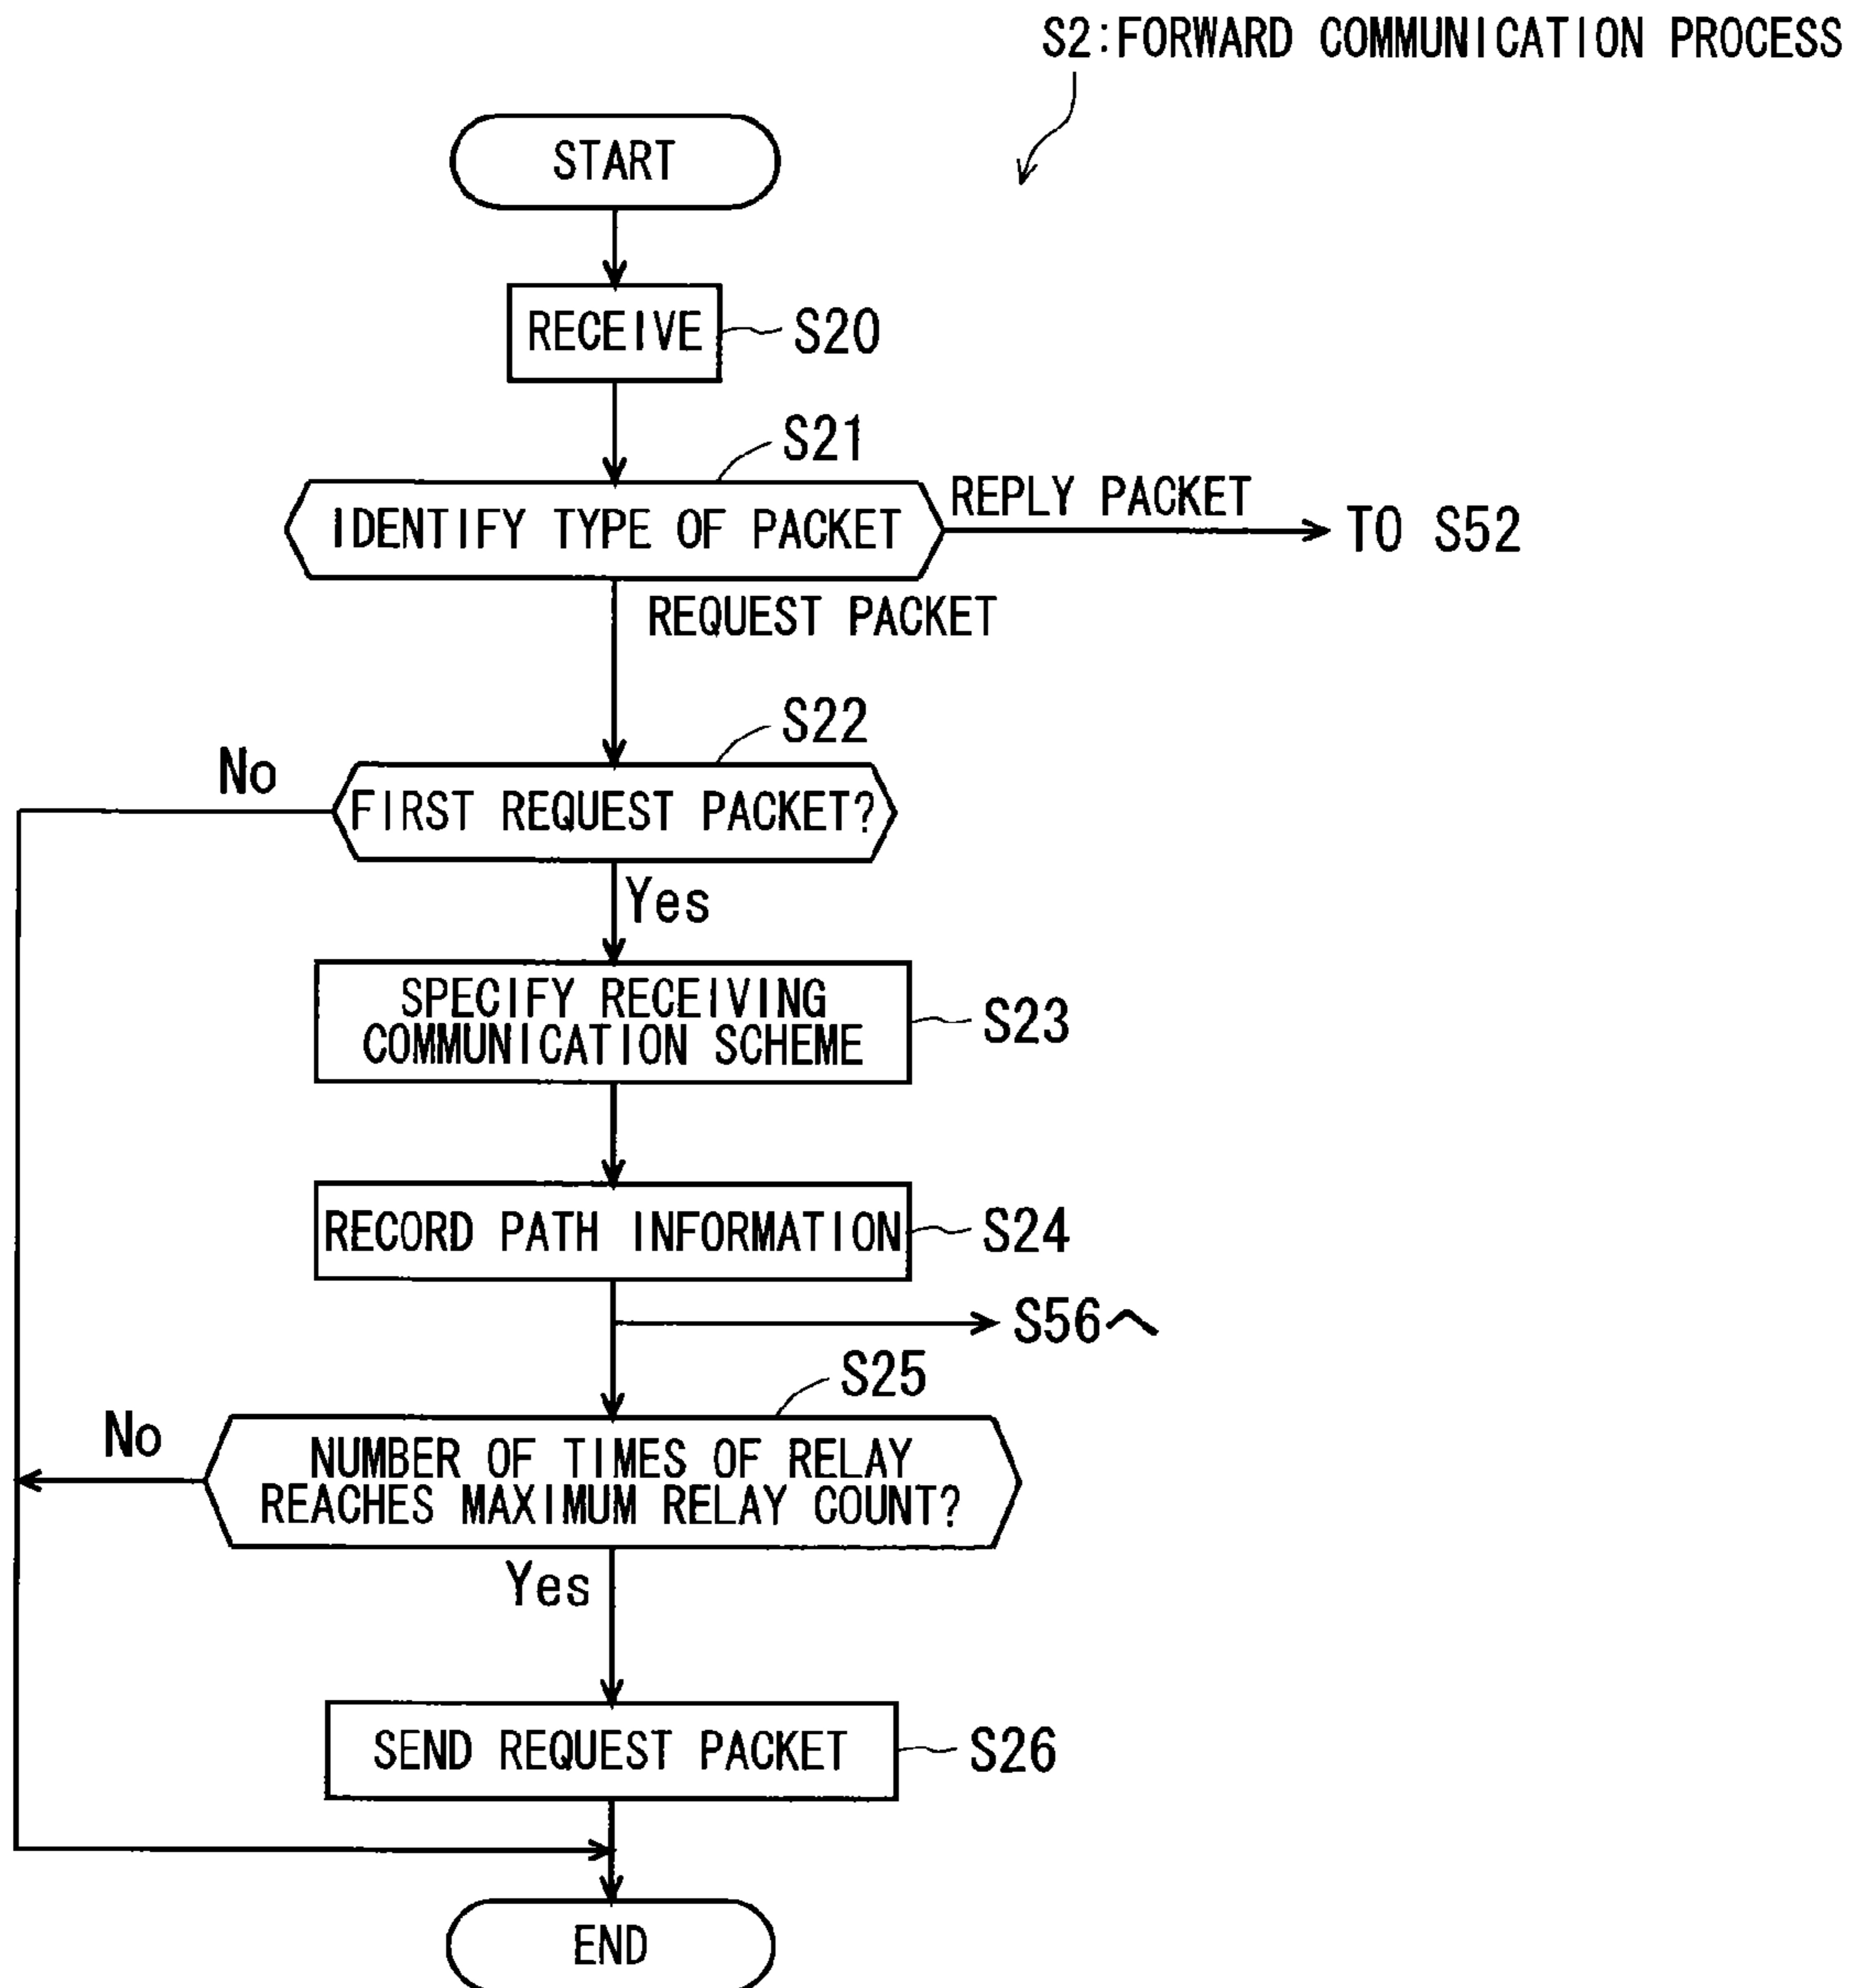 S2:FORWARD COMMUNICATION PROCESS
START
RECEIVE
S20
S21
IDENTIFY TYPE OF PACKET
REPLY PACKET
TO S52
REQUEST PACKET
S22
No
FIRST REQUEST PACKET?
Yes
SPECIFY RECEIVING
COMMUNICATION SCHEME
S23
RECORD PATH INFORMATION
S24
S56へ
S25
No
NUMBER OF TIMES OF RELAY
REACHES MAXIMUM RELAY COUNT?
Yes
SEND REQUEST PACKET
S26
END